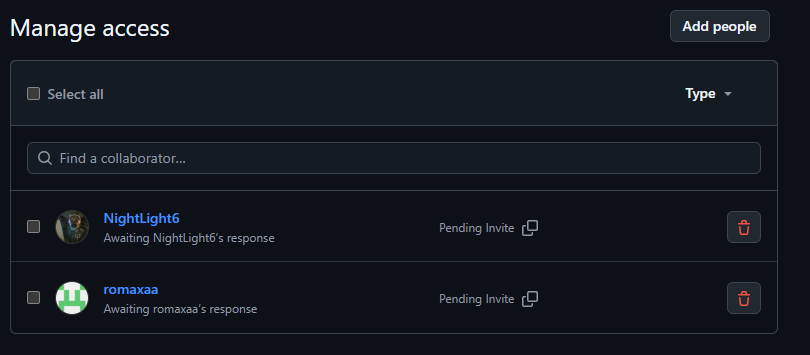 Manage access
Add people
Select all
Type
Find a collaborator...
NightLight6
Awaiting NightLight6's response
Pending Invite
romaxaa
Awaiting romaxaa's response
Pending Invite